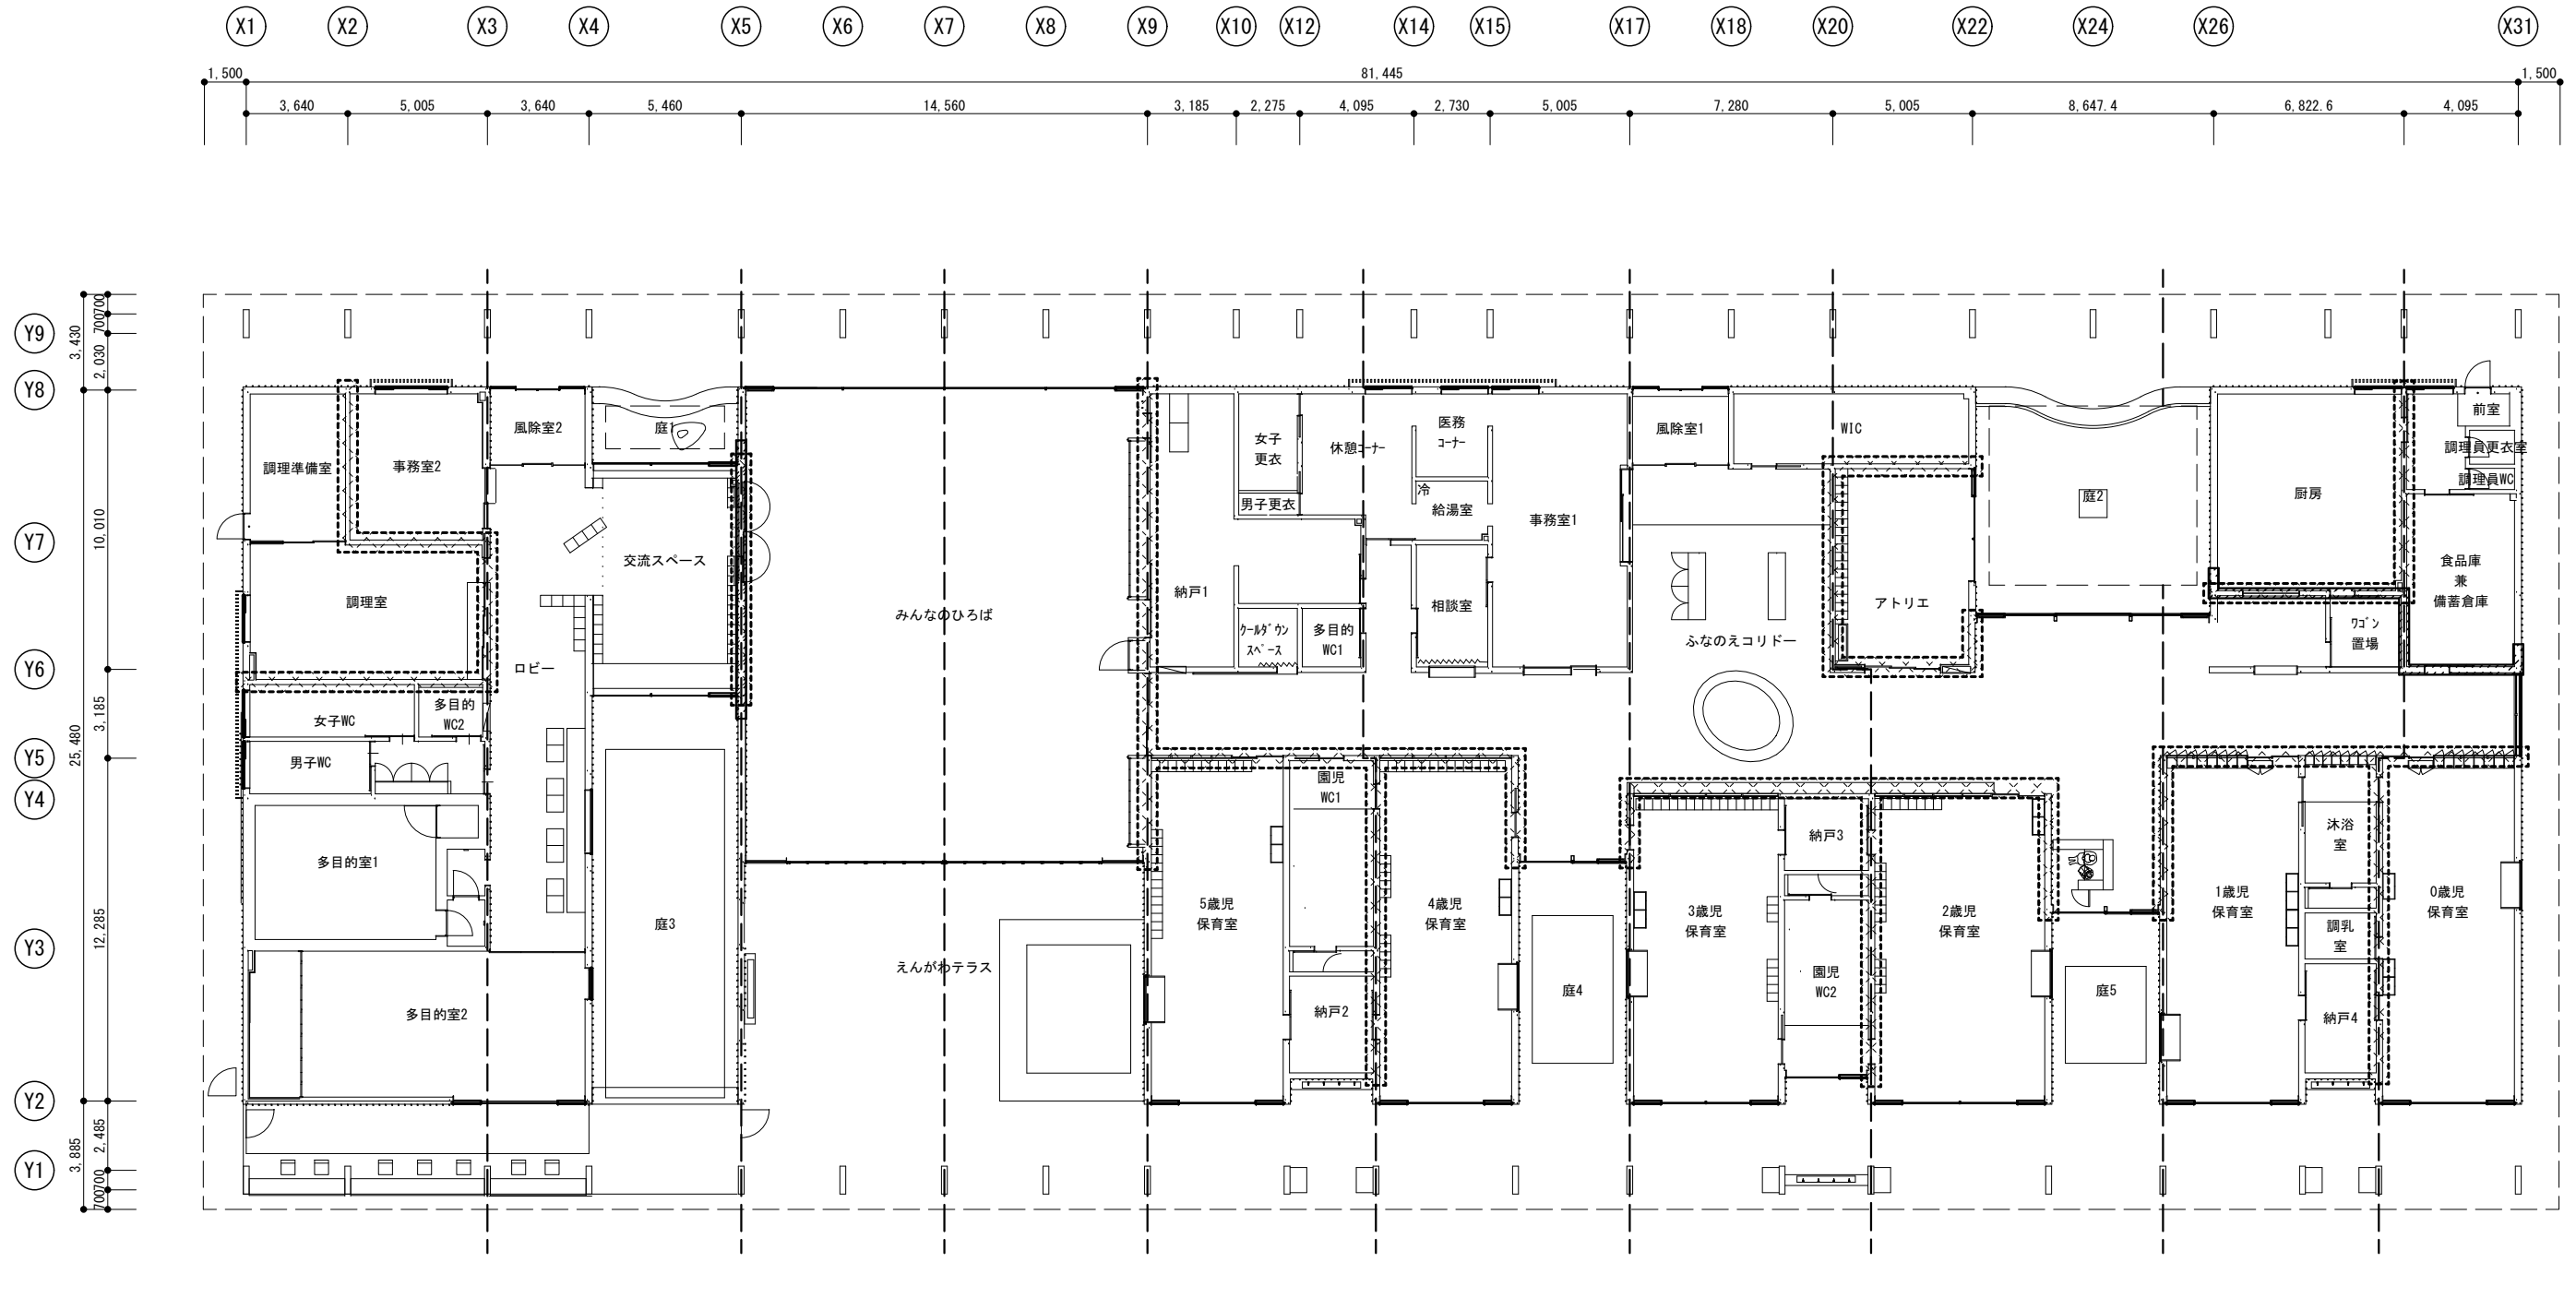 X1 X2 X3 X4 X5 X6 X7 X8 X9 X10 X12 X14 X15 X17 X18 X20 X22 X24 X26 X31
1,500 81,445 1,500
3,640 5,005 3,640 5,460 14,560 3,185 2,275 4,095 2,730 5,005 7,280 5,005 8,647.4 6,822.6 4,095
Y9
Y8
Y7
Y6
Y5
Y4
Y3
Y2
Y1
3,430
25,480
3,885
700
700
2,030
10,010
3,185
12,285
2,485
700
700
調理準備室
事務室2
風除室2
庭1
調理室
交流スペース
ロビー
女子WC
多目的
WC2
男子WC
多目的室1
多目的室2
庭3
みんなのひろば
えんがわテラス
女子
更衣
男子更衣
休憩コーナー
医務
コーナー
冷
給湯室
事務室1
納戸1
クールダウン
スペース
多目的
WC1
相談室
風除室1
WIC
アトリエ
ふなのえコリドー
庭2
厨房
前室
調理員更衣室
調理員WC
食品庫
兼
備蓄倉庫
ワゴン
置場
園児
WC1
5歳児
保育室
4歳児
保育室
納戸2
庭4
3歳児
保育室
納戸3
園児
WC2
2歳児
保育室
庭5
1歳児
保育室
沐浴
室
調乳
室
納戸4
0歳児
保育室